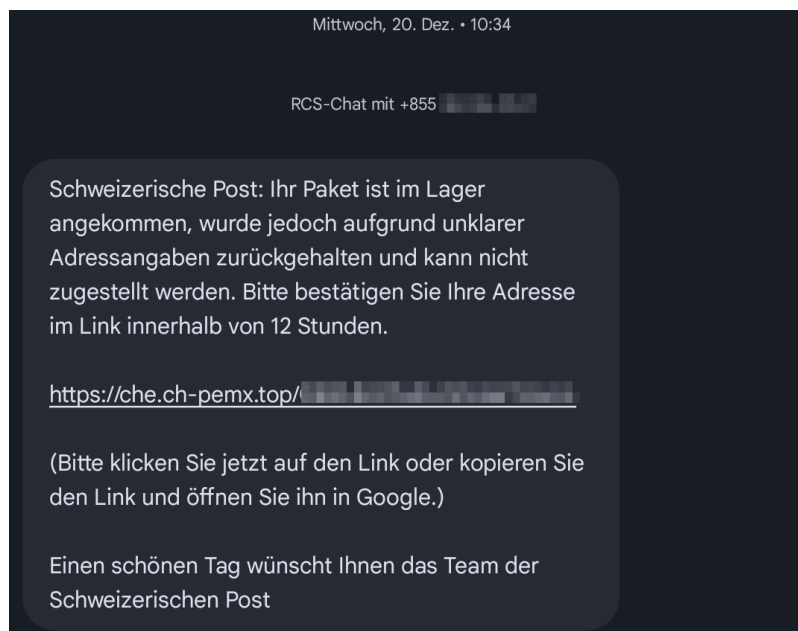 Mittwoch, 20. Dez. • 10:34
RCS-Chat mit +855
Schweizerische Post: Ihr Paket ist im Lager
angekommen, wurde jedoch aufgrund unklarer
Adressangaben zurückgehalten und kann nicht
zugestellt werden. Bitte bestätigen Sie Ihre Adresse
im Link innerhalb von 12 Stunden.
https://che.ch-pemx.top/
(Bitte klicken Sie jetzt auf den Link oder kopieren Sie
den Link und öffnen Sie ihn in Google.)
Einen schönen Tag wünscht Ihnen das Team der
Schweizerischen Post